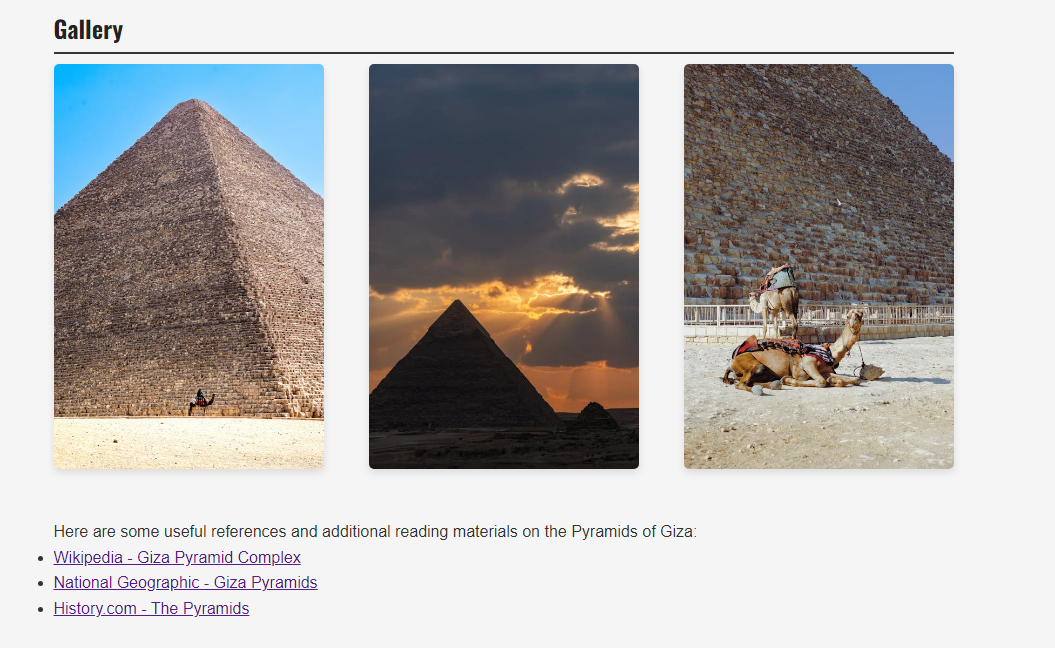 Gallery
Here are some useful references and additional reading materials on the Pyramids of Giza:
Wikipedia - Giza Pyramid Complex
National Geographic - Giza Pyramids
History.com - The Pyramids